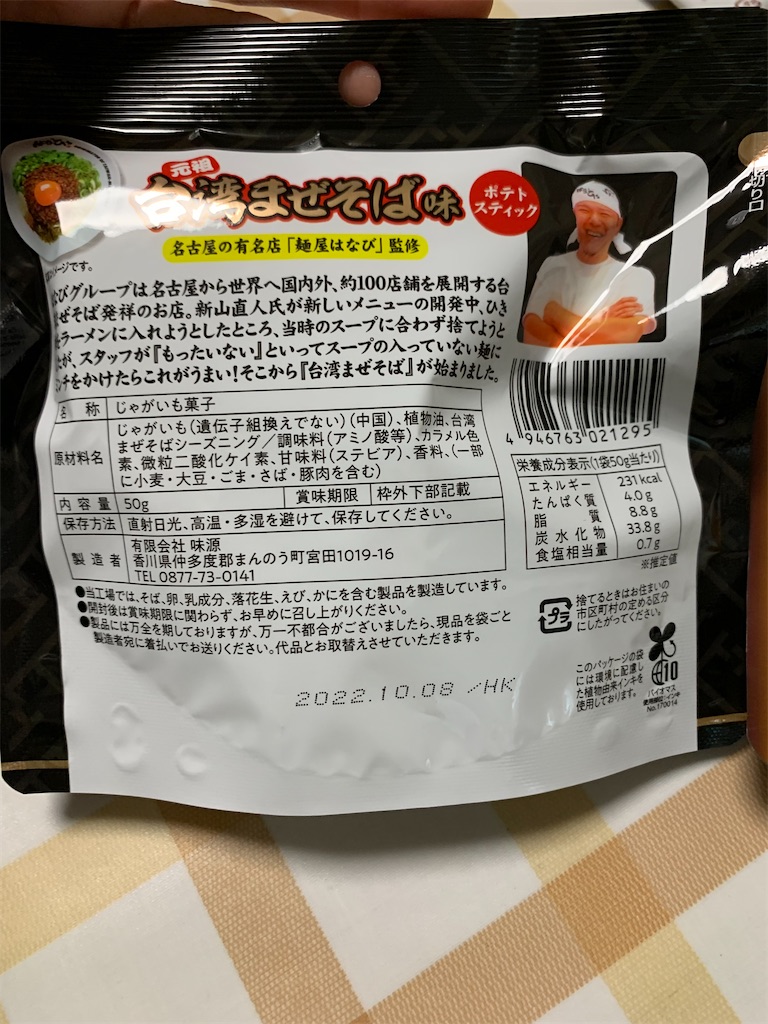 元祖
台湾まぜそば味
ポテト
スティック
名古屋の有名店「麺屋はなび」監修
イメージです。
びグループは名古屋から世界へ国内外、約100店舗を展開する台
ぜそば発祥のお店。新山直人氏が新しいメニューの開発中、ひき
ラーメンに入れようとしたところ、当時のスープに合わず捨てようと
が、スタッフが『もったいない』といってスープの入っていない麺に
ンチをかけたらこれがうまい!そこから『台湾まぜそば』が始まりました。
名称 じゃがいも菓子
原材料名 じゃがいも(遺伝子組換えでない)(中国)、植物油、台湾
まぜそばシーズニング/調味料(アミノ酸等)、カラメル色
素、微粒二酸化ケイ素、甘味料(ステビア)、香料、(一部
に小麦・大豆・ごま・さば・豚肉を含む)
内容量 50g 賞味期限 枠外下部記載
保存方法 直射日光、高温・多湿を避けて、保存してください。
製造者 有限会社 味源
香川県仲多度郡まんのう町宮田1019-16
TEL 0877-73-0141
●当工場では、そば、卵、乳成分、落花生、えび、かにを含む製品を製造しています。
●開封後は賞味期限に関わらず、お早めに召し上がりください。
●製品には万全を期しておりますが、万一不都合がございましたら、現品を袋ごと
製造者宛に着払いでお送りください。代品とお取替えさせていただきます。
2022.10.08 /HK
4 946763 021295
栄養成分表示(1袋50g当たり)
エネルギー 231 kcal
たんぱく質 4.0 g
脂質 8.8 g
炭水化物 33.8 g
食塩相当量 0.7 g
※推定値
プラ
捨てるときはお住まいの
市区町村の定める区分
にしたがってください。
このパッケージの袋
には環境に配慮し
た植物由来インキを
使用しております。
10
バイオマス
No.170014
切り口